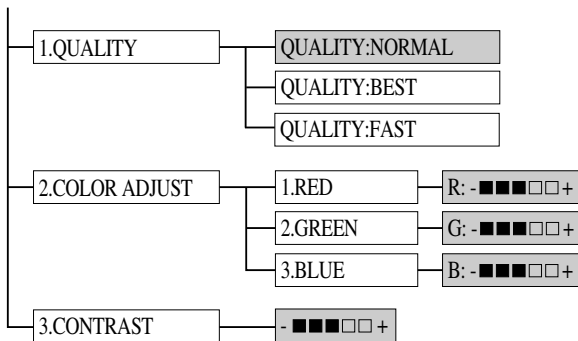 1.QUALITY
QUALITY:NORMAL
QUALITY:BEST
QUALITY:FAST
2.COLOR ADJUST
1.RED
R: -■■■□□+
2.GREEN
G: -■■■□□+
3.BLUE
B: -■■■□□+
3.CONTRAST
- ■■■□□ +